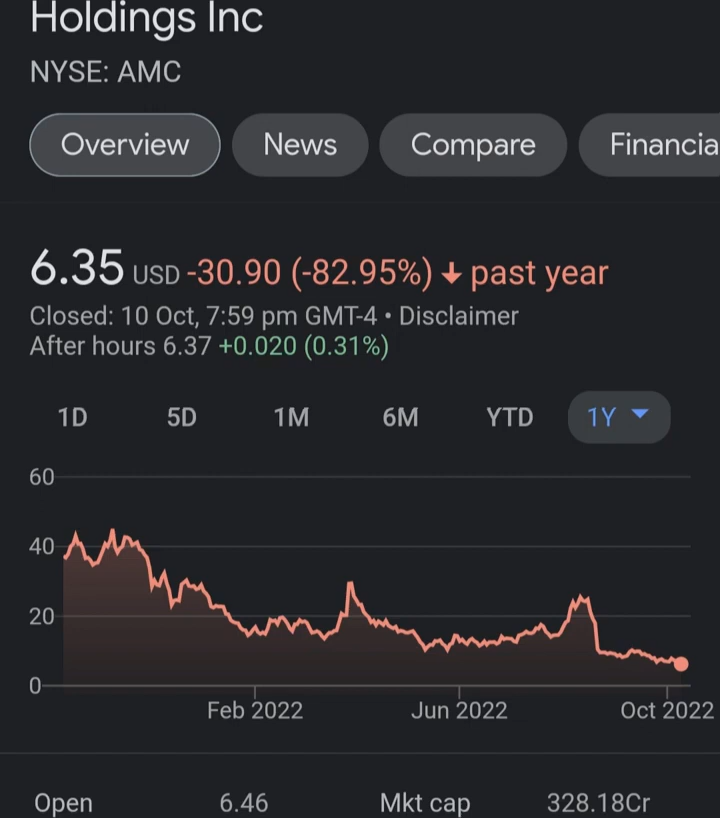 Holdings Inc
NYSE: AMC
Overview News Compare Financia
6.35 USD -30.90 (-82.95%) ↓ past year
Closed: 10 Oct, 7:59 pm GMT-4 • Disclaimer
After hours 6.37 +0.020 (0.31%)
1D 5D 1M 6M YTD 1Y
60
40
20
0
Feb 2022 Jun 2022 Oct 2022
Open 6.46 Mkt cap 328.18Cr